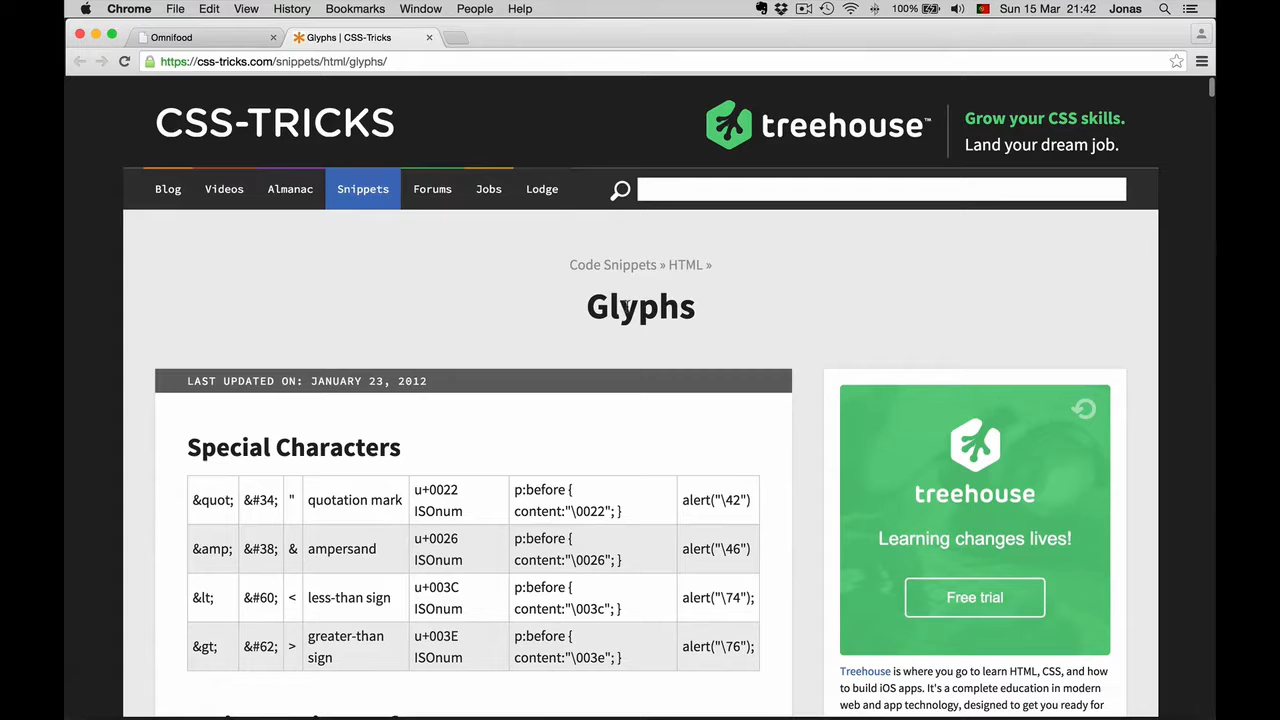 Chrome File Edit View History Bookmarks Window People Help 100% Sun 15 Mar 21:42 Jonas
Omnifood Glyphs | CSS-Tricks
https://css-tricks.com/snippets/html/glyphs/
CSS-TRICKS
treehouse™
Grow your CSS skills.
Land your dream job.
Blog Videos Almanac Snippets Forums Jobs Lodge
Code Snippets » HTML »
Glyphs
LAST UPDATED ON: JANUARY 23, 2012
Special Characters
&quot; &#34; " quotation mark u+0022 ISOnum p:before { content:"\0022"; } alert("\42")
&amp; &#38; & ampersand u+0026 ISOnum p:before { content:"\0026"; } alert("\46")
&lt; &#60; < less-than sign u+003C ISOnum p:before { content:"\003c"; } alert("\74");
&gt; &#62; > greater-than sign u+003E ISOnum p:before { content:"\003e"; } alert("\76");
treehouse
Learning changes lives!
Free trial
Treehouse is where you go to learn HTML, CSS, and how
to build iOS apps. It's a complete education in modern
web and app technology, designed to get you ready for